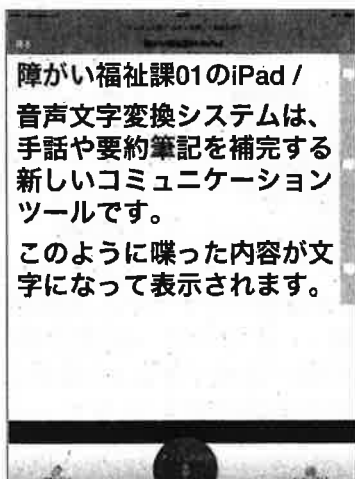 障がい福祉課01のiPad /
音声文字変換システムは、
手話や要約筆記を補完する
新しいコミュニケーション
ツールです。
このように喋った内容が文
字になって表示されます。